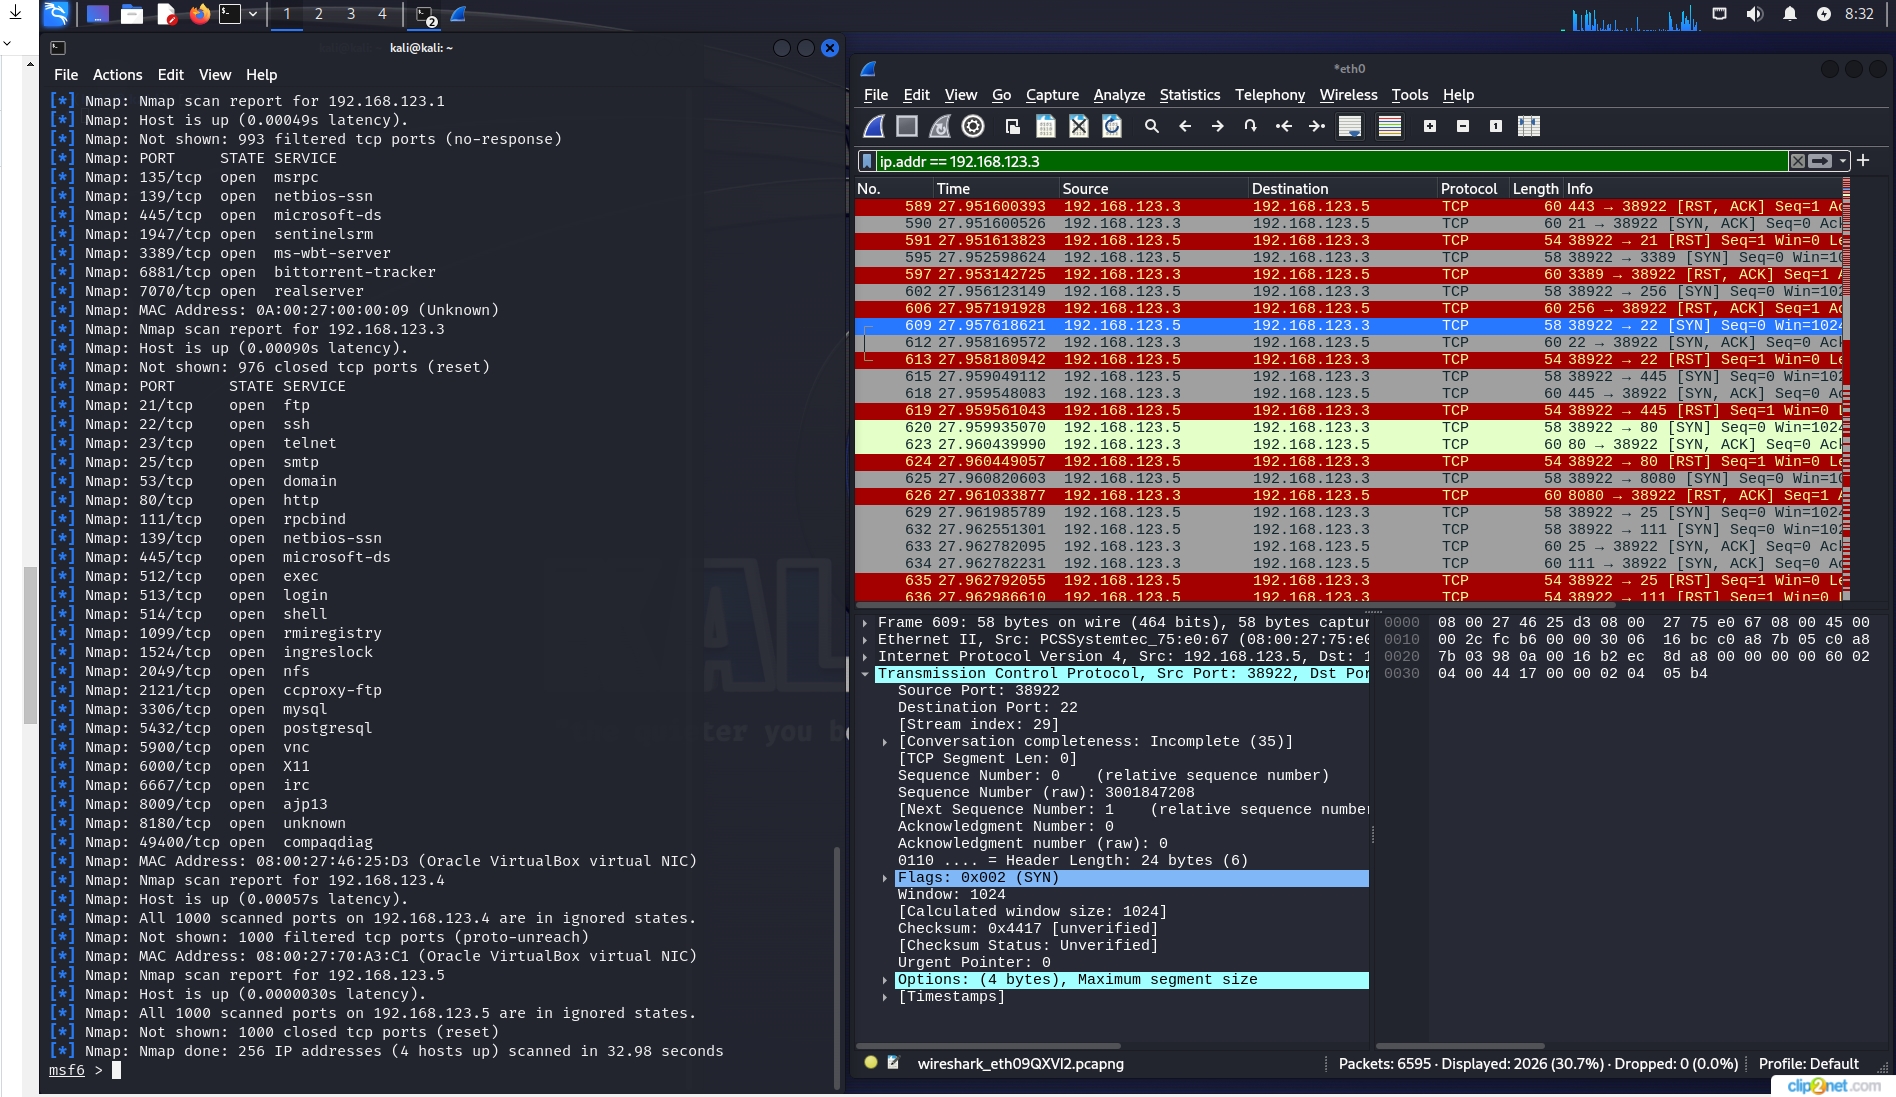 1 2 3 4 2 8:32
kali@kali: ~
File Actions Edit View Help
[*] Nmap: Nmap scan report for 192.168.123.1
[*] Nmap: Host is up (0.00049s latency).
[*] Nmap: Not shown: 993 filtered tcp ports (no-response)
[*] Nmap: PORT STATE SERVICE
[*] Nmap: 135/tcp open msrpc
[*] Nmap: 139/tcp open netbios-ssn
[*] Nmap: 445/tcp open microsoft-ds
[*] Nmap: 1947/tcp open sentinelsrm
[*] Nmap: 3389/tcp open ms-wbt-server
[*] Nmap: 6881/tcp open bittorrent-tracker
[*] Nmap: 7070/tcp open realserver
[*] Nmap: MAC Address: 0A:00:27:00:00:09 (Unknown)
[*] Nmap: Nmap scan report for 192.168.123.3
[*] Nmap: Host is up (0.00090s latency).
[*] Nmap: Not shown: 976 closed tcp ports (reset)
[*] Nmap: PORT STATE SERVICE
[*] Nmap: 21/tcp open ftp
[*] Nmap: 22/tcp open ssh
[*] Nmap: 23/tcp open telnet
[*] Nmap: 25/tcp open smtp
[*] Nmap: 53/tcp open domain
[*] Nmap: 80/tcp open http
[*] Nmap: 111/tcp open rpcbind
[*] Nmap: 139/tcp open netbios-ssn
[*] Nmap: 445/tcp open microsoft-ds
[*] Nmap: 512/tcp open exec
[*] Nmap: 513/tcp open login
[*] Nmap: 514/tcp open shell
[*] Nmap: 1099/tcp open rmiregistry
[*] Nmap: 1524/tcp open ingreslock
[*] Nmap: 2049/tcp open nfs
[*] Nmap: 2121/tcp open ccproxy-ftp
[*] Nmap: 3306/tcp open mysql
[*] Nmap: 5432/tcp open postgresql
[*] Nmap: 5900/tcp open vnc
[*] Nmap: 6000/tcp open X11
[*] Nmap: 6667/tcp open irc
[*] Nmap: 8009/tcp open ajp13
[*] Nmap: 8180/tcp open unknown
[*] Nmap: 49400/tcp open compaqdiag
[*] Nmap: MAC Address: 08:00:27:46:25:D3 (Oracle VirtualBox virtual NIC)
[*] Nmap: Nmap scan report for 192.168.123.4
[*] Nmap: Host is up (0.00057s latency).
[*] Nmap: All 1000 scanned ports on 192.168.123.4 are in ignored states.
[*] Nmap: Not shown: 1000 filtered tcp ports (proto-unreach)
[*] Nmap: MAC Address: 08:00:27:70:A3:C1 (Oracle VirtualBox virtual NIC)
[*] Nmap: Nmap scan report for 192.168.123.5
[*] Nmap: Host is up (0.0000030s latency).
[*] Nmap: All 1000 scanned ports on 192.168.123.5 are in ignored states.
[*] Nmap: Not shown: 1000 closed tcp ports (reset)
[*] Nmap: Nmap done: 256 IP addresses (4 hosts up) scanned in 32.98 seconds
msf6 >
*eth0
File Edit View Go Capture Analyze Statistics Telephony Wireless Tools Help
ip.addr == 192.168.123.3
No. Time Source Destination Protocol Length Info
589 27.951600393 192.168.123.3 192.168.123.5 TCP 60 443 → 38922 [RST, ACK] Seq=1 Ac
590 27.951600526 192.168.123.3 192.168.123.5 TCP 60 21 → 38922 [SYN, ACK] Seq=0 Ack
591 27.951613823 192.168.123.5 192.168.123.3 TCP 54 38922 → 21 [RST] Seq=1 Win=0 Le
595 27.952598624 192.168.123.5 192.168.123.3 TCP 58 38922 → 3389 [SYN] Seq=0 Win=10
597 27.953142725 192.168.123.3 192.168.123.5 TCP 60 3389 → 38922 [RST, ACK] Seq=1 A
602 27.956123149 192.168.123.5 192.168.123.3 TCP 58 38922 → 256 [SYN] Seq=0 Win=102
606 27.957191928 192.168.123.3 192.168.123.5 TCP 60 256 → 38922 [RST, ACK] Seq=1 Ac
609 27.957618621 192.168.123.5 192.168.123.3 TCP 58 38922 → 22 [SYN] Seq=0 Win=1024
612 27.958169572 192.168.123.3 192.168.123.5 TCP 60 22 → 38922 [SYN, ACK] Seq=0 Ack
613 27.958180942 192.168.123.5 192.168.123.3 TCP 54 38922 → 22 [RST] Seq=1 Win=0 Le
615 27.959049112 192.168.123.5 192.168.123.3 TCP 58 38922 → 445 [SYN] Seq=0 Win=102
618 27.959548083 192.168.123.3 192.168.123.5 TCP 60 445 → 38922 [SYN, ACK] Seq=0 Ac
619 27.959561043 192.168.123.5 192.168.123.3 TCP 54 38922 → 445 [RST] Seq=1 Win=0 L
620 27.959935070 192.168.123.5 192.168.123.3 TCP 58 38922 → 80 [SYN] Seq=0 Win=1024
623 27.960439990 192.168.123.3 192.168.123.5 TCP 60 80 → 38922 [SYN, ACK] Seq=0 Ack
624 27.960449057 192.168.123.5 192.168.123.3 TCP 54 38922 → 80 [RST] Seq=1 Win=0 Le
625 27.960820603 192.168.123.5 192.168.123.3 TCP 58 38922 → 8080 [SYN] Seq=0 Win=10
626 27.961033877 192.168.123.3 192.168.123.5 TCP 60 8080 → 38922 [RST, ACK] Seq=1 A
629 27.961985789 192.168.123.5 192.168.123.3 TCP 58 38922 → 25 [SYN] Seq=0 Win=1024
632 27.962551301 192.168.123.5 192.168.123.3 TCP 58 38922 → 111 [SYN] Seq=0 Win=102
633 27.962782095 192.168.123.3 192.168.123.5 TCP 60 25 → 38922 [SYN, ACK] Seq=0 Ack
634 27.962782231 192.168.123.3 192.168.123.5 TCP 60 111 → 38922 [SYN, ACK] Seq=0 Ac
635 27.962792055 192.168.123.5 192.168.123.3 TCP 54 38922 → 25 [RST] Seq=1 Win=0 Le
636 27.962986610 192.168.123.5 192.168.123.3 TCP 54 38922 → 111 [RST] Seq=1 Win=0 L
Frame 609: 58 bytes on wire (464 bits), 58 bytes captur
Ethernet II, Src: PCSSystemtec_75:e0:67 (08:00:27:75:e0
Internet Protocol Version 4, Src: 192.168.123.5, Dst: 1
Transmission Control Protocol, Src Port: 38922, Dst Por
Source Port: 38922
Destination Port: 22
[Stream index: 29]
[Conversation completeness: Incomplete (35)]
[TCP Segment Len: 0]
Sequence Number: 0 (relative sequence number)
Sequence Number (raw): 3001847208
[Next Sequence Number: 1 (relative sequence number
Acknowledgment Number: 0
Acknowledgment number (raw): 0
0110 .... = Header Length: 24 bytes (6)
Flags: 0x002 (SYN)
Window: 1024
[Calculated window size: 1024]
Checksum: 0x4417 [unverified]
[Checksum Status: Unverified]
Urgent Pointer: 0
Options: (4 bytes), Maximum segment size
[Timestamps]
0000 08 00 27 46 25 d3 08 00 27 75 e0 67 08 00 45 00
0010 00 2c fc b6 00 00 30 06 16 bc c0 a8 7b 05 c0 a8
0020 7b 03 98 0a 00 16 b2 ec 8d a8 00 00 00 00 60 02
0030 04 00 44 17 00 00 02 04 05 b4
wireshark_eth09QXVI2.pcapng
Packets: 6595 · Displayed: 2026 (30.7%) · Dropped: 0 (0.0%)
Profile: Default
clip2net.com